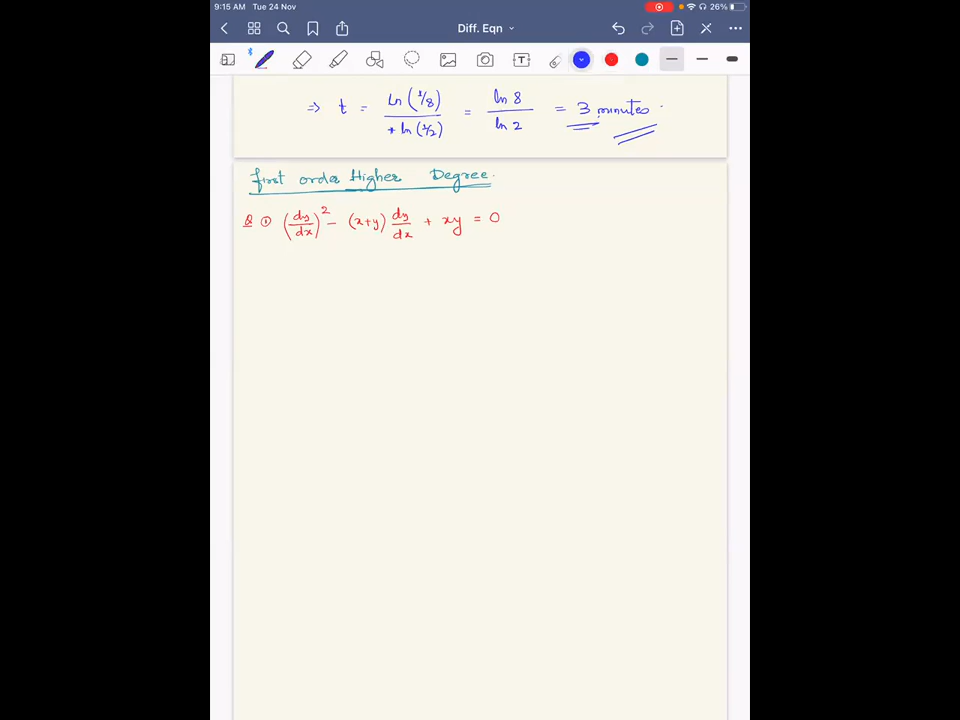 9:15 AM Tue 24 Nov 26%
Diff. Eqn
⇒ t = ln(1/8) / +ln(1/2) = ln 8 / ln 2 = 3 minutes.
First order Higher Degree.
Q ① (dy/dx)² - (x+y) dy/dx + xy = 0